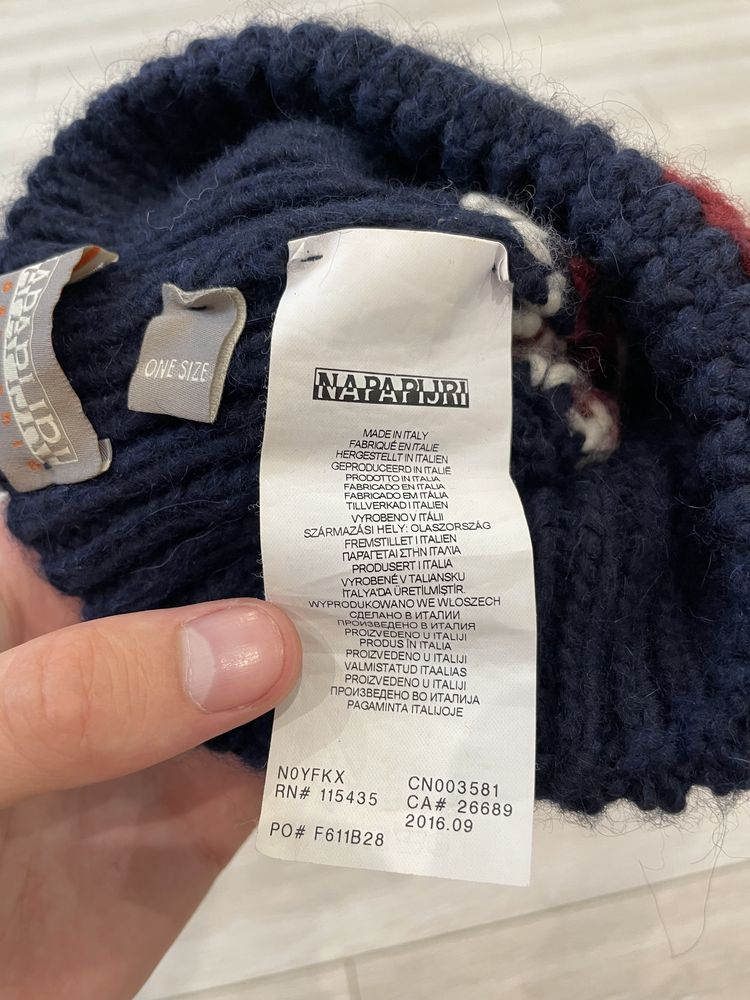 NAPAPIJRI
ONE SIZE
NAPAPIJRI
MADE IN ITALY
FABRIQUÉ EN ITALIE
HERGESTELLT IN ITALIEN
GEPRODUCEERD IN ITALIË
PRODOTTO IN ITALIA
FABRICADO EN ITALIA
FABRICADO EM ITÁLIA
TILLVERKAD I ITALIEN
VYROBENO V ITÁLII
SZÁRMAZÁSI HELY: OLASZORSZÁG
FREMSTILLET I ITALIEN
ΠΑΡΑΓΕΤΑΙ ΣΤΗΝ ΙΤΑΛΙΑ
PRODUSERT I ITALIA
VYROBENÉ V TALIANSKU
İTALYA'DA ÜRETİLMİŞTİR.
WYPRODUKOWANO WE WŁOSZECH
СДЕЛАНО В ИТАЛИИ
ПРОИЗВЕДЕНО В ИТАЛИЯ
PROIZVEDENO U ITALIJI
PRODUS ÎN ITALIA
PROIZVEDENO U ITALIJI
VALMISTATUD ITAALIAS
PROIZVEDENO U ITALIJI
ПРОИЗВЕДЕНО ВО ИТАЛИЈА
PAGAMINTA ITALIJOJE
N0YFKX CN003581
RN# 115435 CA# 26689
2016.09
PO# F611B28